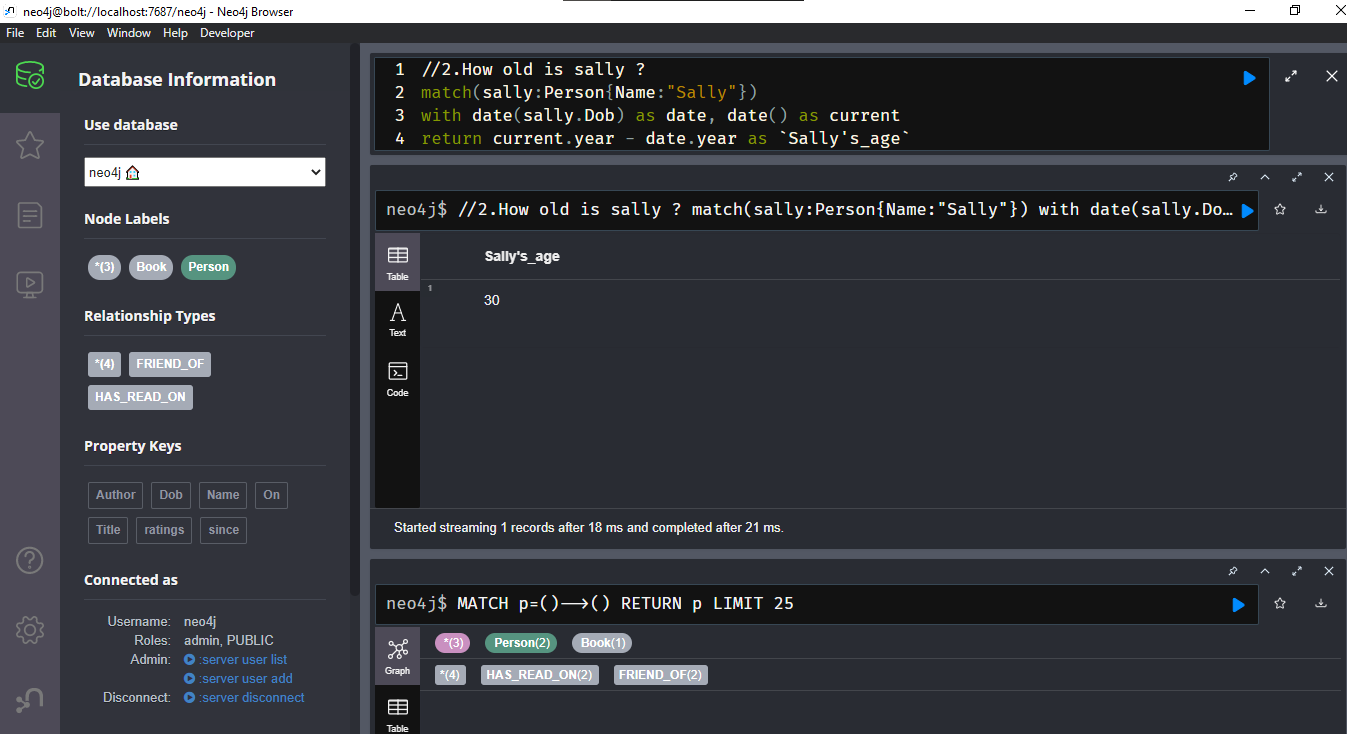 neo4j@bolt://localhost:7687/neo4j - Neo4j Browser
File Edit View Window Help Developer
Database Information
Use database
neo4j
Node Labels
*(3) Book Person
Relationship Types
*(4) FRIEND_OF
HAS_READ_ON
Property Keys
Author Dob Name On
Title ratings since
Connected as
Username: neo4j
Roles: admin, PUBLIC
Admin: :server user list
:server user add
Disconnect: :server disconnect
1 //2.How old is sally ?
2 match(sally:Person{Name:"Sally"})
3 with date(sally.Dob) as date, date() as current
4 return current.year - date.year as `Sally's_age`
neo4j$ //2.How old is sally ? match(sally:Person{Name:"Sally"}) with date(sally.Do…
Table
Text
Code
Sally's_age
1
30
Started streaming 1 records after 18 ms and completed after 21 ms.
neo4j$ MATCH p=()-->() RETURN p LIMIT 25
Graph
Table
*(3) Person(2) Book(1)
*(4) HAS_READ_ON(2) FRIEND_OF(2)